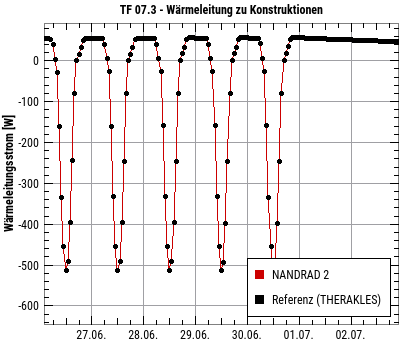 TF 07.3 - Wärmeleitung zu Konstruktionen
Wärmeleitungsstrom [W]
0
-100
-200
-300
-400
-500
-600
NANDRAD 2
Referenz (THERAKLES)
27.06. 28.06. 29.06. 30.06. 01.07. 02.07.